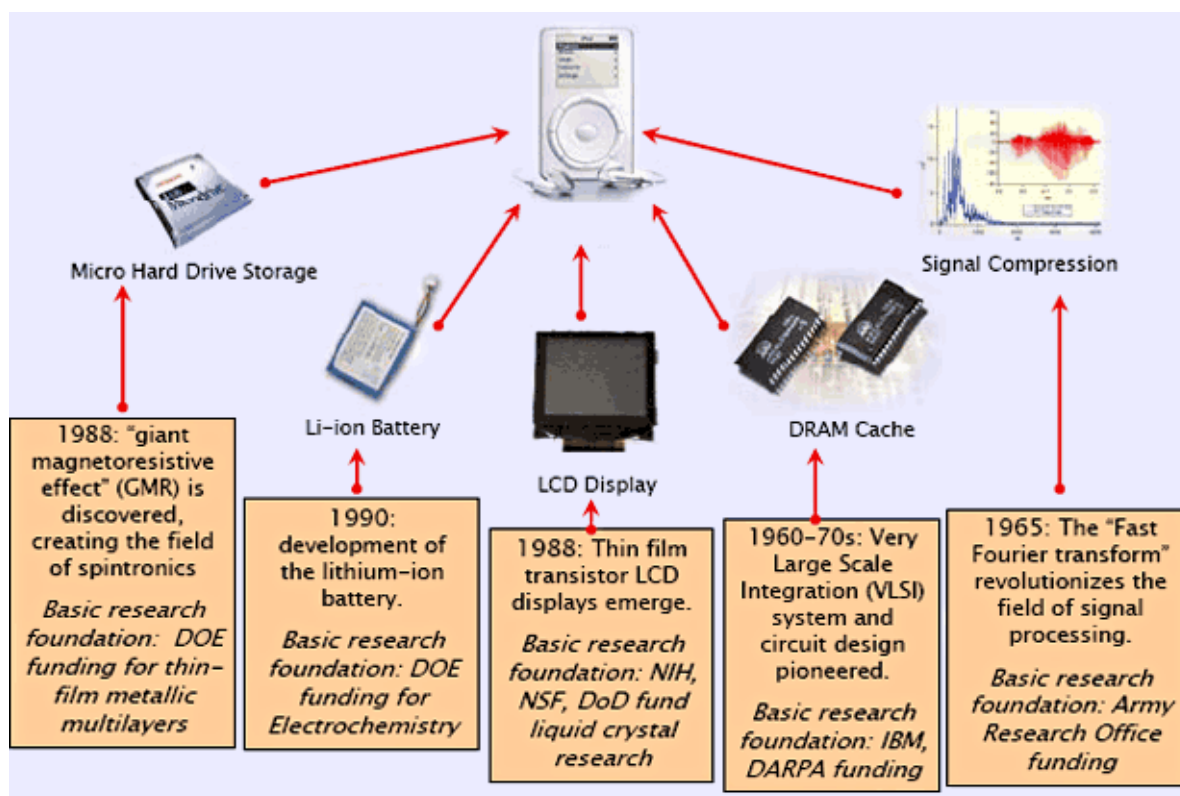 iPod
Micro Hard Drive Storage
Signal Compression
Li-ion Battery
DRAM Cache
LCD Display
1988: "giant
magnetoresistive
effect" (GMR) is
discovered,
creating the field
of spintronics
Basic research
foundation: DOE
funding for thin-
film metallic
multilayers
1990:
development of
the lithium-ion
battery.
Basic research
foundation: DOE
funding for
Electrochemistry
1988: Thin film
transistor LCD
displays emerge.
Basic research
foundation: NIH,
NSF, DoD fund
liquid crystal
research
1960-70s: Very
Large Scale
Integration (VLSI)
system and
circuit design
pioneered.
Basic research
foundation: IBM,
DARPA funding
1965: The "Fast
Fourier transform"
revolutionizes the
field of signal
processing.
Basic research
foundation: Army
Research Office
funding